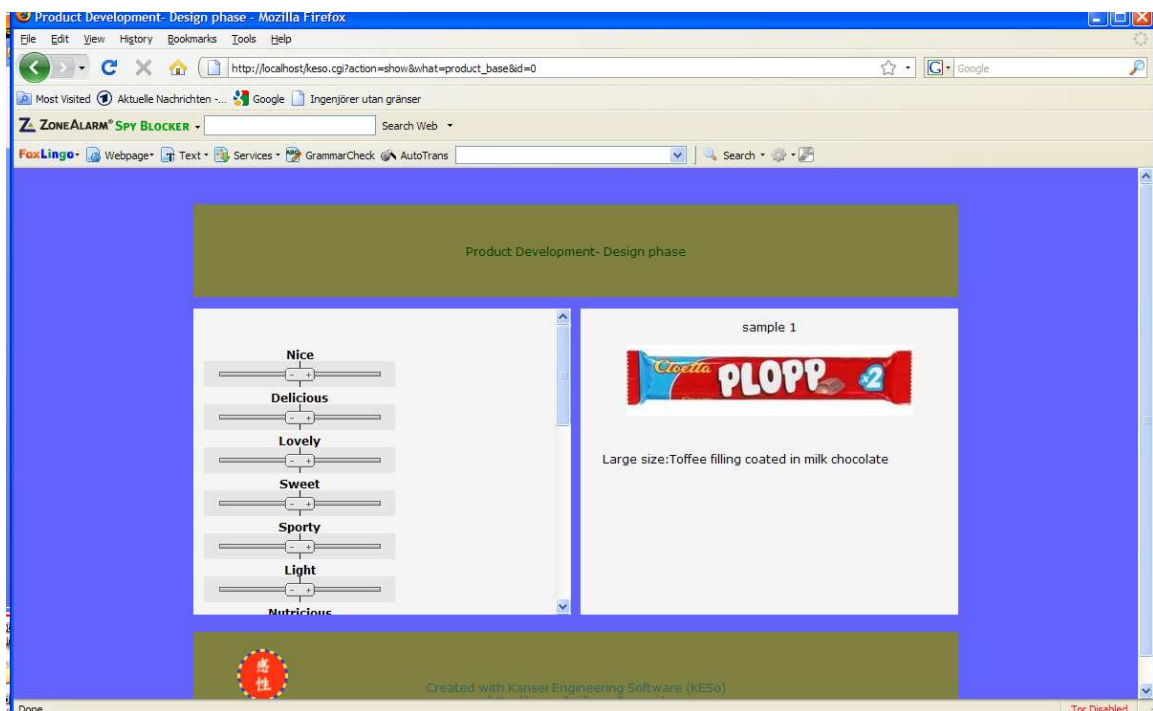 Product Development- Design phase - Mozilla Firefox
File Edit View History Bookmarks Tools Help
http://localhost/keso.cgi?action=show&what=product_base&id=0
Google
Most Visited Aktuelle Nachrichten -... Google Ingenjörer utan gränser
ZONEALARM® SPY BLOCKER Search Web
FoxLingo Webpage Text Services GrammarCheck AutoTrans Search
Product Development- Design phase
Nice
Delicious
Lovely
Sweet
Sporty
Light
Nutricious
sample 1
Cloetta PLOPP x2
Large size:Toffee filling coated in milk chocolate
感性
Created with Kansei Engineering Software (KESo)
Done Tor Disabled